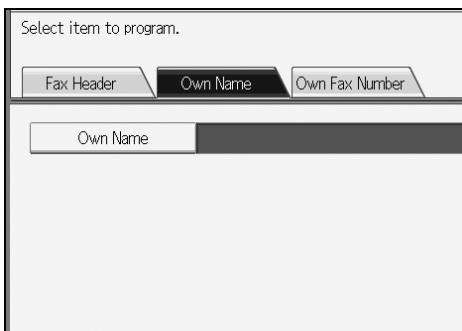 Select item to program.
Fax Header Own Name Own Fax Number
Own Name